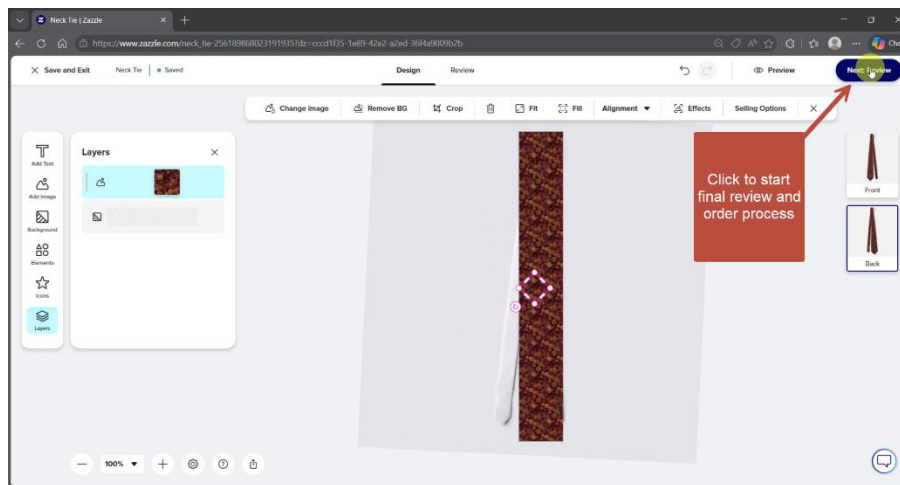 Neck Tie | Zazzle
https://www.zazzle.com/neck_tie-256189868023191935?dz=cccd1f35-1e89-42e2-a2ed-36f4a9009b2b
Save and Exit
Neck Tie
Saved
Design
Review
Preview
Next: Review
Change Image
Remove BG
Crop
Fit
Fill
Alignment
Effects
Selling Options
Add Text
Add Image
Background
Elements
Icons
Layers
Layers
Click to start
final review and
order process
Front
Back
100%